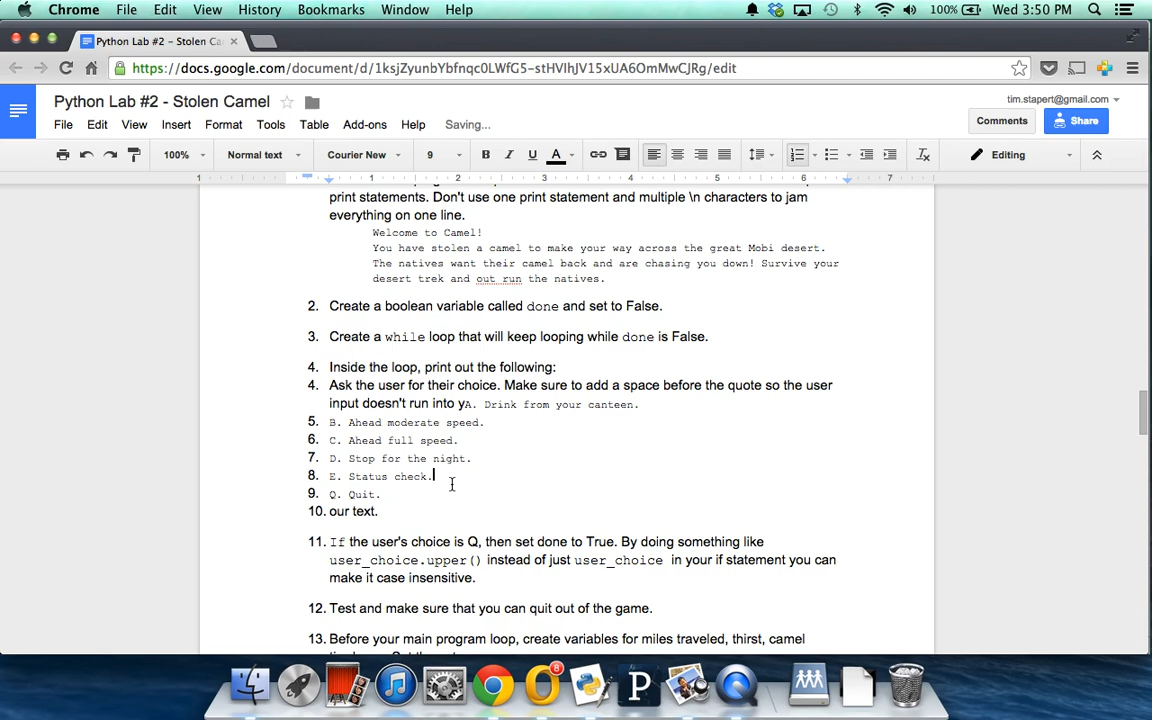 Chrome File Edit View History Bookmarks Window Help 100% Wed 3:50 PM
Python Lab #2 - Stolen Ca
https://docs.google.com/document/d/1ksjZyunbYbfnqc0LWfG5-stHVIhJV15xUA6OmMwCJRg/edit
Python Lab #2 - Stolen Camel
tim.stapert@gmail.com
File Edit View Insert Format Tools Table Add-ons Help Saving...
Comments Share
100% Normal text Courier New 9 B I U A Editing
1 1 2 3 4 5 6 7
print statements. Don't use one print statement and multiple \n characters to jam
everything on one line.
Welcome to Camel!
You have stolen a camel to make your way across the great Mobi desert.
The natives want their camel back and are chasing you down! Survive your
desert trek and out run the natives.
2. Create a boolean variable called done and set to False.
3. Create a while loop that will keep looping while done is False.
4. Inside the loop, print out the following:
4. Ask the user for their choice. Make sure to add a space before the quote so the user
input doesn't run into yA. Drink from your canteen.
5. B. Ahead moderate speed.
6. C. Ahead full speed.
7. D. Stop for the night.
8. E. Status check.
9. Q. Quit.
10. our text.
11. If the user's choice is Q, then set done to True. By doing something like
user_choice.upper() instead of just user_choice in your if statement you can
make it case insensitive.
12. Test and make sure that you can quit out of the game.
13. Before your main program loop, create variables for miles traveled, thirst, camel
8
P